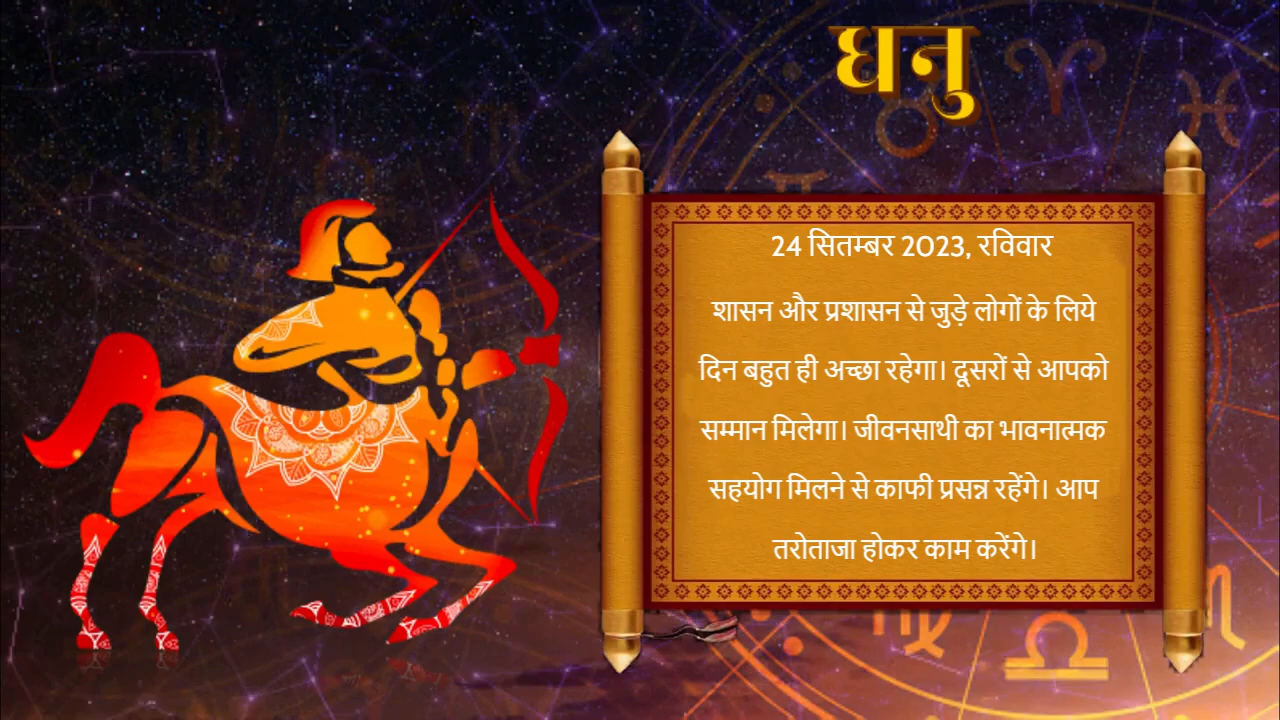 धनु
24 सितम्बर 2023, रविवार
शासन और प्रशासन से जुड़े लोगों के लिये
दिन बहुत ही अच्छा रहेगा। दूसरों से आपको
सम्मान मिलेगा। जीवनसाथी का भावनात्मक
सहयोग मिलने से काफी प्रसन्न रहेंगे। आप
तरोताजा होकर काम करेंगे।